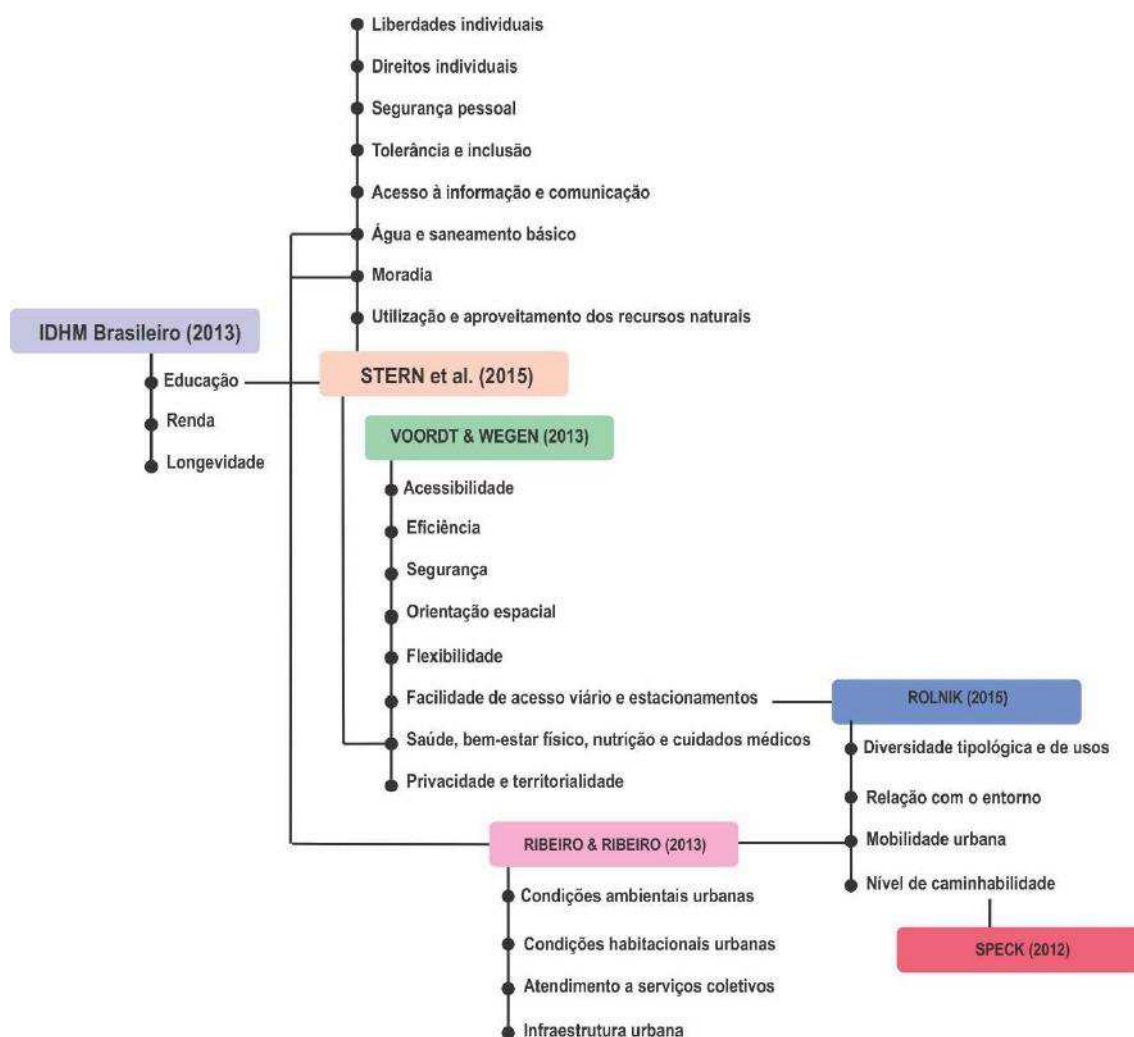 Liberdades individuais
Direitos individuais
Segurança pessoal
Tolerância e inclusão
Acesso à informação e comunicação
Água e saneamento básico
Moradia
Utilização e aproveitamento dos recursos naturais
IDHM Brasileiro (2013)
Educação
Renda
Longevidade
STERN et al. (2015)
VOORDT & WEGEN (2013)
Acessibilidade
Eficiência
Segurança
Orientação espacial
Flexibilidade
Facilidade de acesso viário e estacionamentos
Saúde, bem-estar físico, nutrição e cuidados médicos
Privacidade e territorialidade
ROLNIK (2015)
Diversidade tipológica e de usos
Relação com o entorno
Mobilidade urbana
Nível de caminhabilidade
SPECK (2012)
RIBEIRO & RIBEIRO (2013)
Condições ambientais urbanas
Condições habitacionais urbanas
Atendimento a serviços coletivos
Infraestrutura urbana